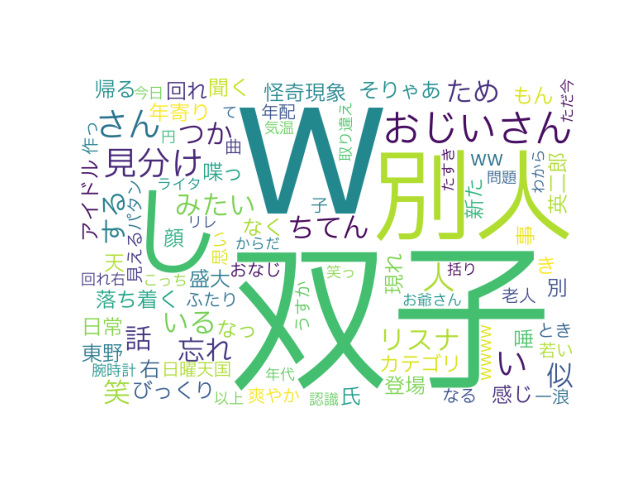 帰る
今日
回れ
聞く
怪奇現象
そりゃあ
ため
もん
ただ今
年寄り
て
年配
取り違え
さん
つか
円
曲
気温
W
おじいさん
作っ
アイドル
見分け
ライタ
喋っ
ww
たすき
問題
わから
英二郎
する
パタン
みたい
リレ
子
ちてん
新た
別人
見える
し
顔
なく
思い
からだ
事
天
回れ右
こっち
おなじ
笑っ
双子
現れ
人
括り
き
別
落ち着く
盛大
ふたり
うすか
お爺さん
老人
日常
話
いる
なっ
リスナ
wwwww
い
唾
とき
東野
忘れ
カテゴリ
似
若い
腕時計
右
日曜天国
年代
笑
びっくり
以上
爽やか
認識
氏
登場
なる
感じ
一浪